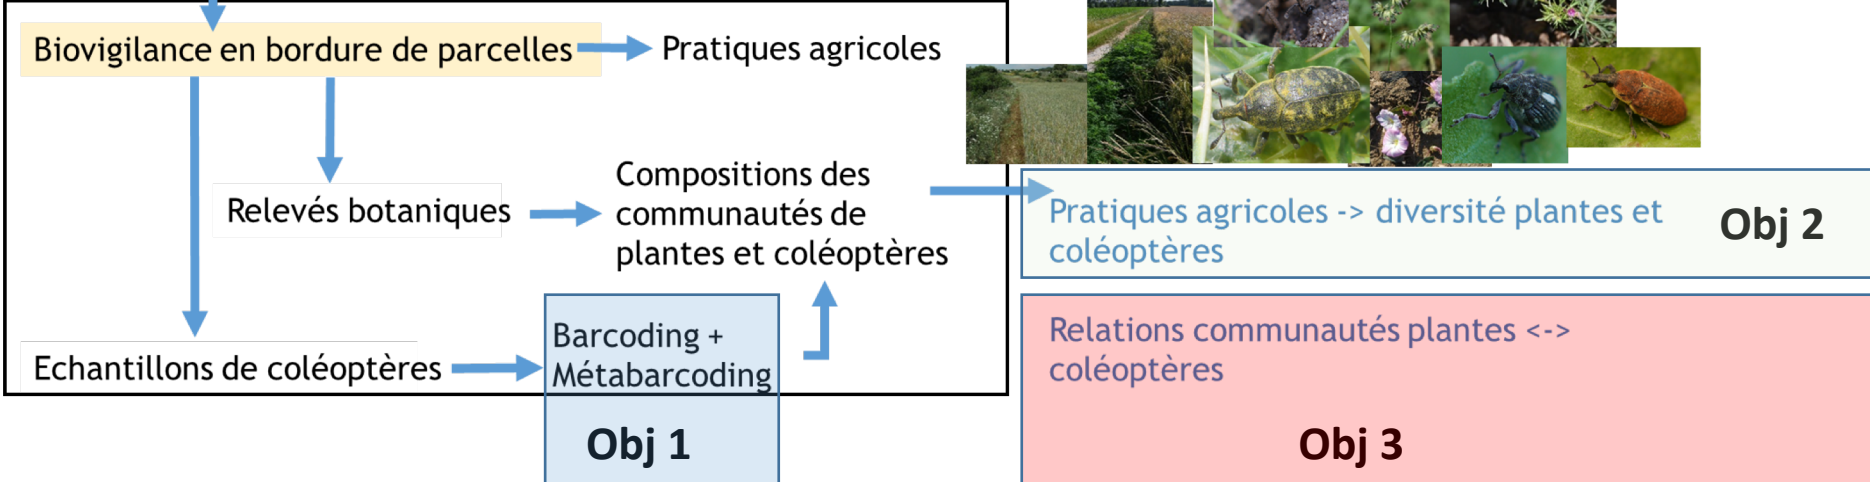 Biovigilance en bordure de parcelles
Pratiques agricoles
Relevés botaniques
Compositions des
communautés de
plantes et coléoptères
Pratiques agricoles -> diversité plantes et
coléoptères
Obj 2
Echantillons de coléoptères
Barcoding +
Métabarcoding
Obj 1
Relations communautés plantes <->
coléoptères
Obj 3